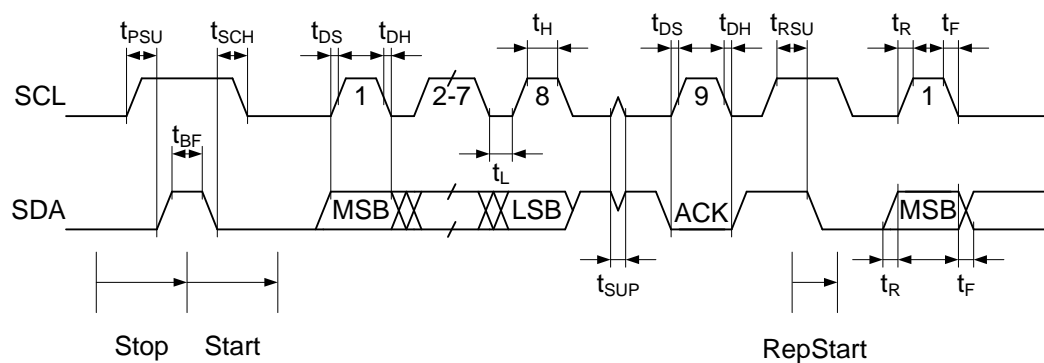 tPSU tSCH tDS tDH tH tDS tDH tRSU tR tF
SCL 1 2-7 8 9 1
tBF tL
SDA MSB LSB ACK MSB
tSUP tR tF
Stop Start RepStart